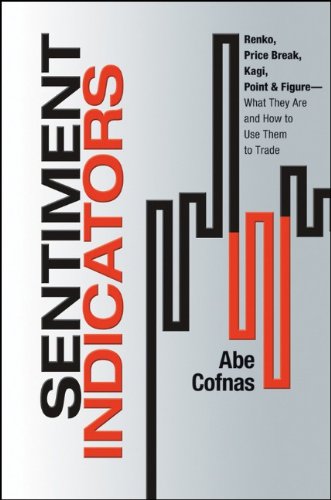 SENTIMENT
INDICATORS
Renko,
Price Break,
Kagi,
Point & Figure—
What They Are
and How to
Use Them
to Trade
Abe
Cofnas